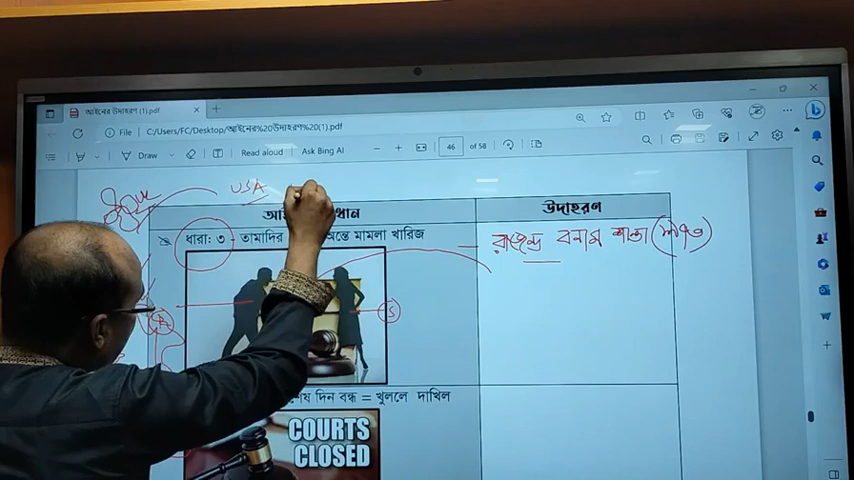 আইনের উদাহরণ (1).pdf
File C:/Users/FC/Desktop/আইনের%20উদাহরণ%20(1).pdf
Draw Read aloud Ask Bing AI 46 of 58
USA
উদাহরণ
ধারা: ৩ তামাদির অন্তে মামলা খারিজ
রাজেন্দ্র বনাম
S
শেষ দিন বন্ধ = খুললে দাখিল
COURTS
CLOSED